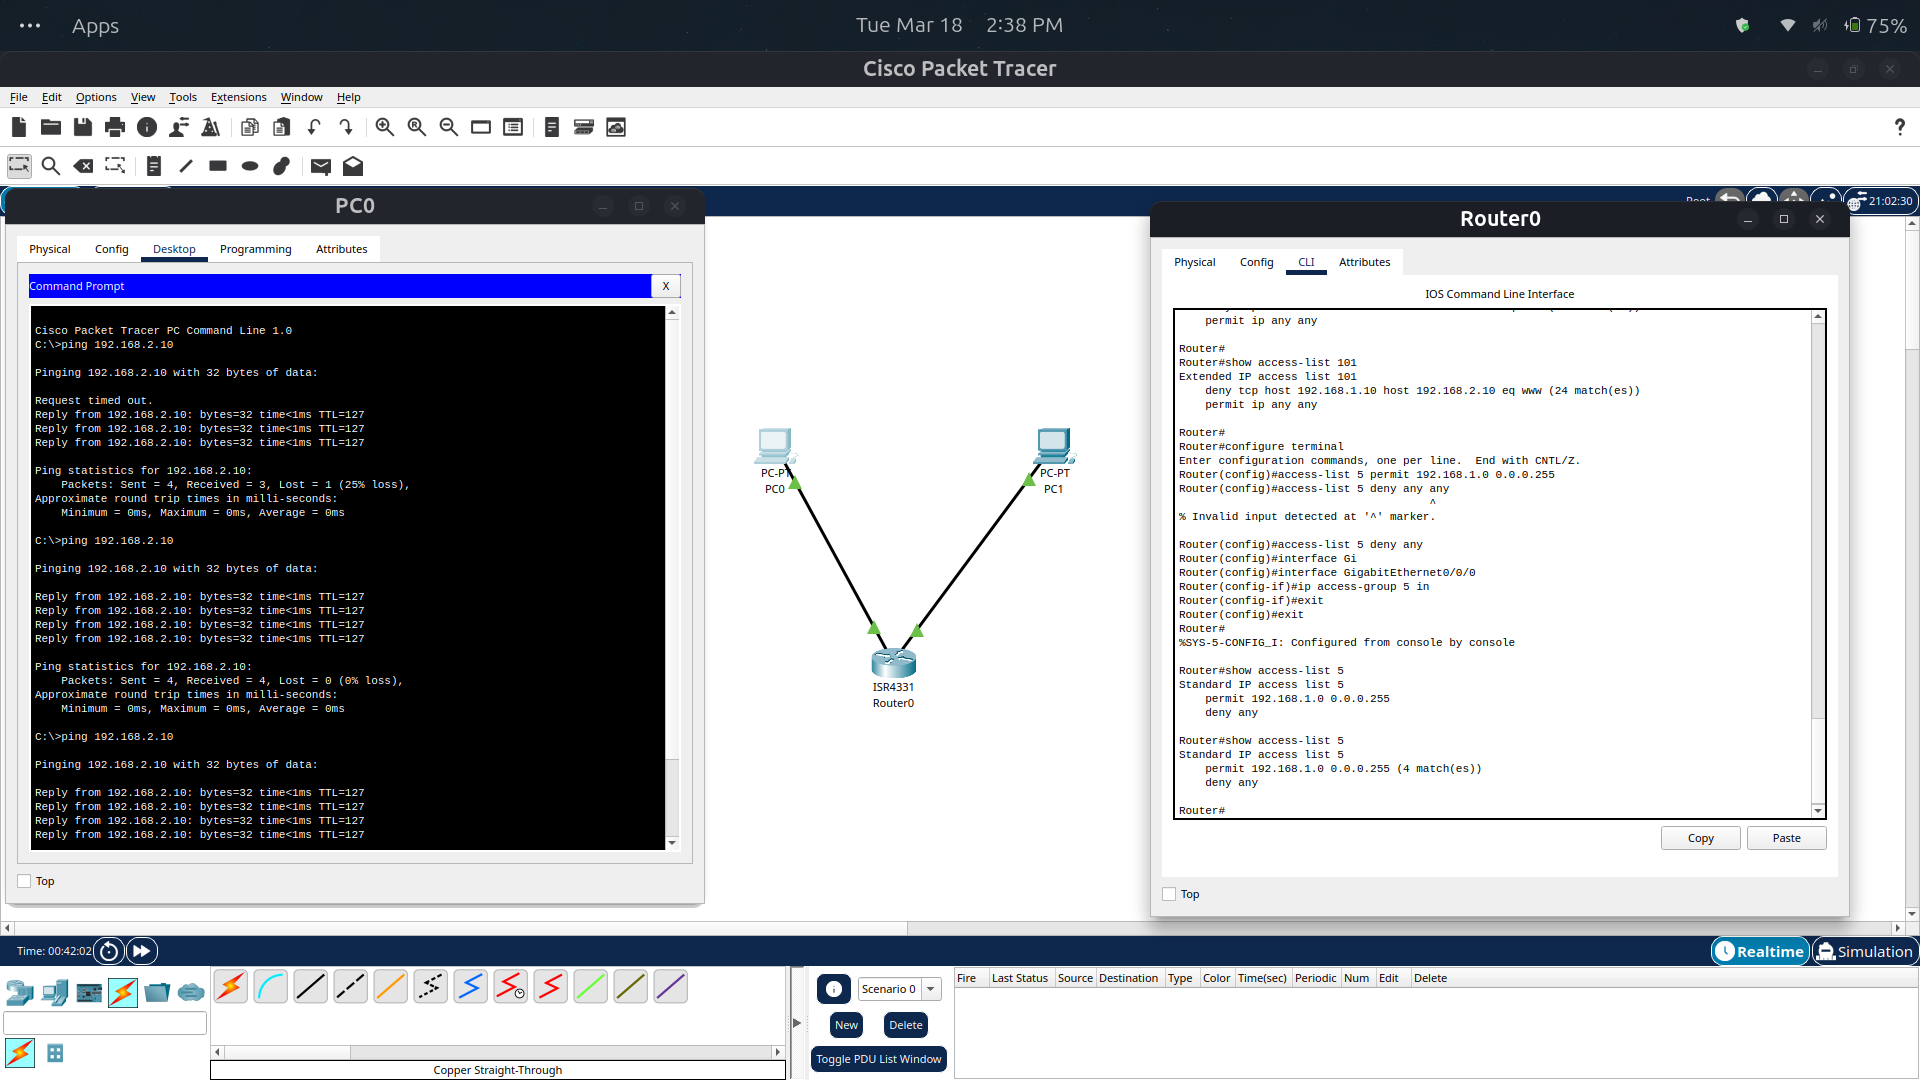 Apps
Tue Mar 18 2:38 PM
75%
Cisco Packet Tracer
File Edit Options View Tools Extensions Window Help
?
21:02:30
PC0
Physical Config Desktop Programming Attributes
Command Prompt
X
Cisco Packet Tracer PC Command Line 1.0
C:\>ping 192.168.2.10
Pinging 192.168.2.10 with 32 bytes of data:
Request timed out.
Reply from 192.168.2.10: bytes=32 time<1ms TTL=127
Reply from 192.168.2.10: bytes=32 time<1ms TTL=127
Reply from 192.168.2.10: bytes=32 time<1ms TTL=127
Ping statistics for 192.168.2.10:
Packets: Sent = 4, Received = 3, Lost = 1 (25% loss),
Approximate round trip times in milli-seconds:
Minimum = 0ms, Maximum = 0ms, Average = 0ms
C:\>ping 192.168.2.10
Pinging 192.168.2.10 with 32 bytes of data:
Reply from 192.168.2.10: bytes=32 time<1ms TTL=127
Reply from 192.168.2.10: bytes=32 time<1ms TTL=127
Reply from 192.168.2.10: bytes=32 time<1ms TTL=127
Reply from 192.168.2.10: bytes=32 time<1ms TTL=127
Ping statistics for 192.168.2.10:
Packets: Sent = 4, Received = 4, Lost = 0 (0% loss),
Approximate round trip times in milli-seconds:
Minimum = 0ms, Maximum = 0ms, Average = 0ms
C:\>ping 192.168.2.10
Pinging 192.168.2.10 with 32 bytes of data:
Reply from 192.168.2.10: bytes=32 time<1ms TTL=127
Reply from 192.168.2.10: bytes=32 time<1ms TTL=127
Reply from 192.168.2.10: bytes=32 time<1ms TTL=127
Reply from 192.168.2.10: bytes=32 time<1ms TTL=127
Top
PC-PT
PC0
PC-PT
PC1
ISR4331
Router0
Router0
Physical Config CLI Attributes
IOS Command Line Interface
permit ip any any
Router#
Router#show access-list 101
Extended IP access list 101
deny tcp host 192.168.1.10 host 192.168.2.10 eq www (24 match(es))
permit ip any any
Router#
Router#configure terminal
Enter configuration commands, one per line. End with CNTL/Z.
Router(config)#access-list 5 permit 192.168.1.0 0.0.0.255
Router(config)#access-list 5 deny any any
^
% Invalid input detected at '^' marker.
Router(config)#access-list 5 deny any
Router(config)#interface Gi
Router(config)#interface GigabitEthernet0/0/0
Router(config-if)#ip access-group 5 in
Router(config-if)#exit
Router(config)#exit
Router#
%SYS-5-CONFIG_I: Configured from console by console
Router#show access-list 5
Standard IP access list 5
permit 192.168.1.0 0.0.0.255
deny any
Router#show access-list 5
Standard IP access list 5
permit 192.168.1.0 0.0.0.255 (4 match(es))
deny any
Router#
Copy Paste
Top
Time: 00:42:02
Realtime Simulation
Copper Straight-Through
Scenario 0
New Delete
Toggle PDU List Window
Fire Last Status Source Destination Type Color Time(sec) Periodic Num Edit Delete